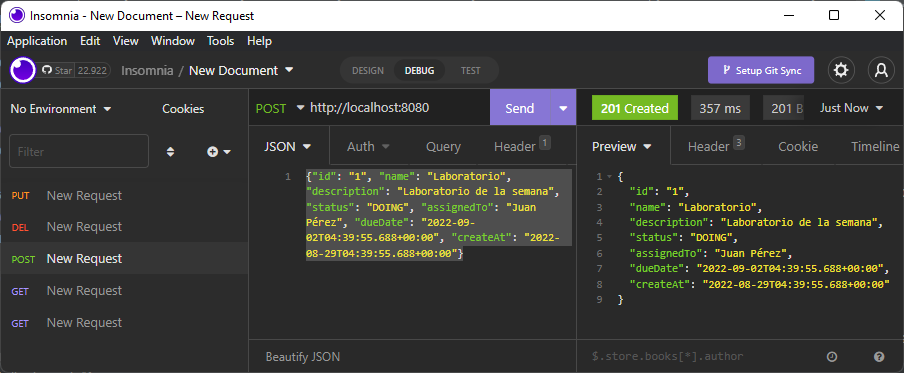 Insomnia - New Document – New Request
Application Edit View Window Tools Help
Star 22.922 Insomnia / New Document DESIGN DEBUG TEST Setup Git Sync
No Environment Cookies POST http://localhost:8080 Send 201 Created 357 ms 201 B Just Now
Filter
JSON Auth Query Header 1 Preview Header 3 Cookie Timeline
PUT New Request
DEL New Request
POST New Request
GET New Request
GET New Request
1 {"id": "1", "name": "Laboratorio",
"description": "Laboratorio de la semana",
"status": "DOING", "assignedTo": "Juan
Pérez", "dueDate": "2022-09-
02T04:39:55.688+00:00", "createAt": "2022-
08-29T04:39:55.688+00:00"}
1 {
2 "id": "1",
3 "name": "Laboratorio",
4 "description": "Laboratorio de la semana",
5 "status": "DOING",
6 "assignedTo": "Juan Pérez",
7 "dueDate": "2022-09-02T04:39:55.688+00:00",
8 "createAt": "2022-08-29T04:39:55.688+00:00"
9 }
Beautify JSON $.store.books[*].author